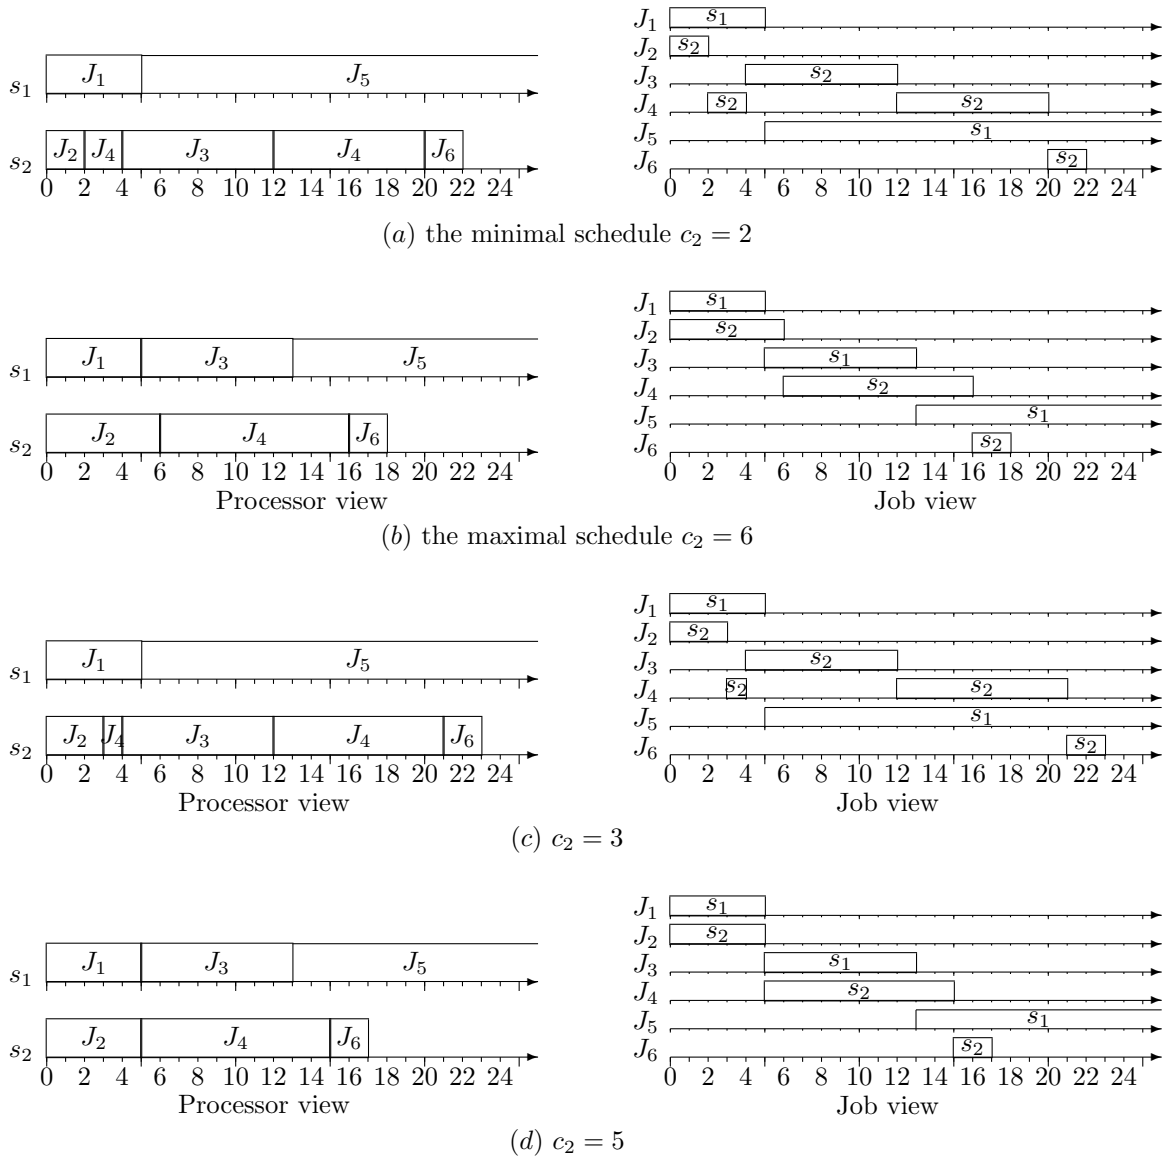 J1 s1
J2 s2
s1 J1 J5
J3 s2
J4 s2 s2
J5 s1
s2 J2 J4 J3 J4 J6
J6 s2
0 2 4 6 8 10 12 14 16 18 20 22 24 0 2 4 6 8 10 12 14 16 18 20 22 24
(a) the minimal schedule c2 = 2
J1 s1
J2 s2
s1 J1 J3 J5
J3 s1
J4 s2
J5 s1
s2 J2 J4 J6
J6 s2
0 2 4 6 8 10 12 14 16 18 20 22 24 0 2 4 6 8 10 12 14 16 18 20 22 24
Processor view Job view
(b) the maximal schedule c2 = 6
J1 s1
J2 s2
s1 J1 J5
J3 s2
J4 s2 s2
J5 s1
s2 J2 J4 J3 J4 J6
J6 s2
0 2 4 6 8 10 12 14 16 18 20 22 24 0 2 4 6 8 10 12 14 16 18 20 22 24
Processor view Job view
(c) c2 = 3
J1 s1
J2 s2
s1 J1 J3 J5
J3 s1
J4 s2
J5 s1
s2 J2 J4 J6
J6 s2
0 2 4 6 8 10 12 14 16 18 20 22 24 0 2 4 6 8 10 12 14 16 18 20 22 24
Processor view Job view
(d) c2 = 5